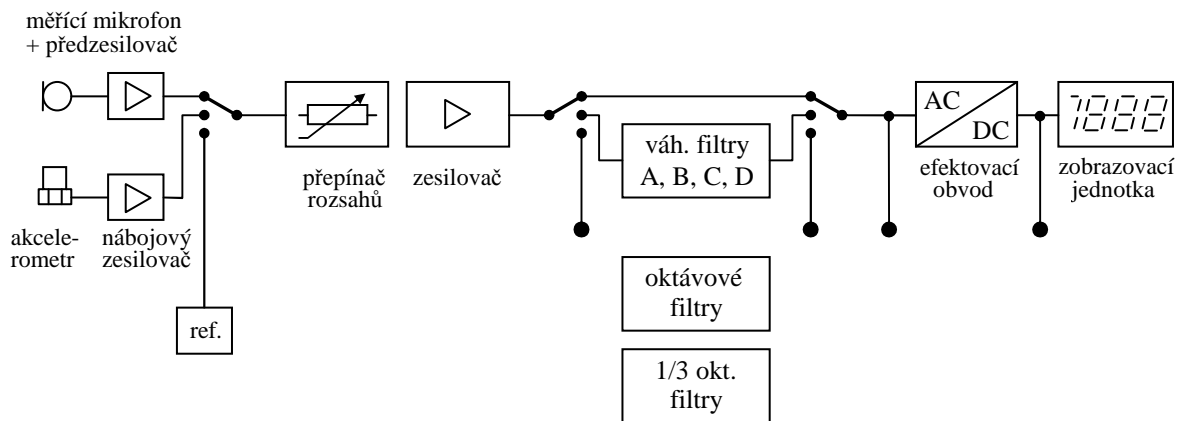 měřící mikrofon
+ předzesilovač
přepínač
rozsahů
zesilovač
váh. filtry
A, B, C, D
AC
DC
efektovací
obvod
zobrazovací
jednotka
akcele-
rometr
nábojový
zesilovač
ref.
oktávové
filtry
1/3 okt.
filtry